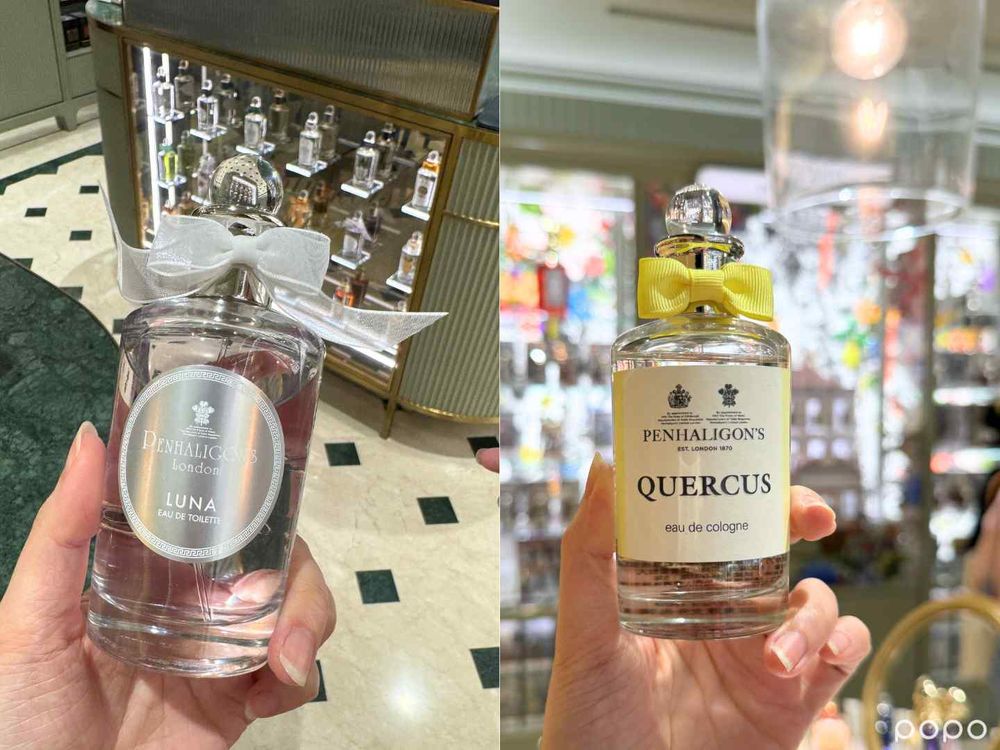 PENHALIGON'S
London
LUNA
EAU DE TOILETTE
PENHALIGON'S
EST. LONDON 1870
QUERCUS
eau de cologne
popo